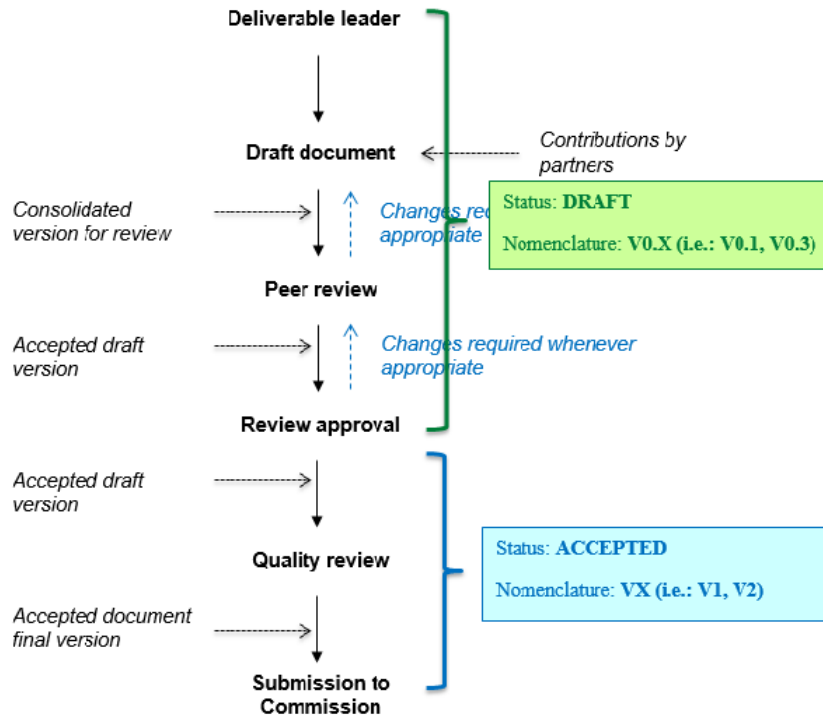 Deliverable leader
Draft document
Contributions by
partners
Consolidated
version for review
Changes req
appropriate
Status: DRAFT
Nomenclature: V0.X (i.e.: V0.1, V0.3)
Peer review
Accepted draft
version
Changes required whenever
appropriate
Review approval
Accepted draft
version
Quality review
Status: ACCEPTED
Nomenclature: VX (i.e.: V1, V2)
Accepted document
final version
Submission to
Commission